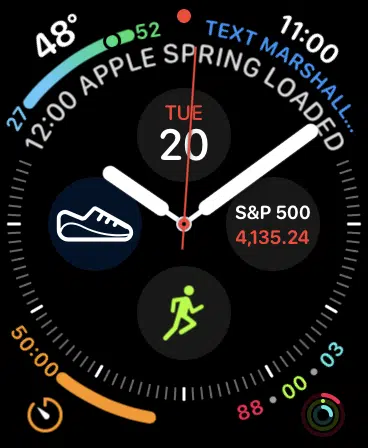 48°
27
52
11:00
TEXT MARSHALL...
12:00 APPLE SPRING LOADED
TUE
20
S&P 500
4,135.24
50:00
88 • 00 • 03